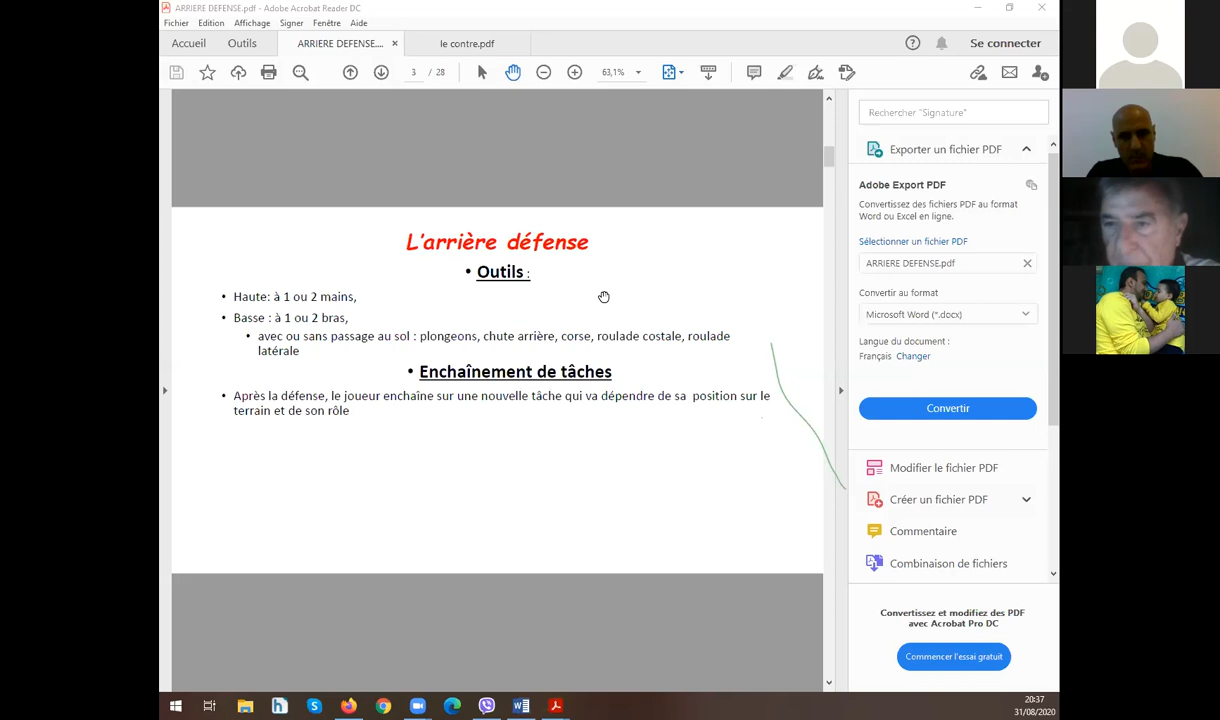 ARRIERE DEFENSE.pdf - Adobe Acrobat Reader DC
Fichier Edition Affichage Signer Fenêtre Aide
Accueil Outils ARRIERE DEFENSE.... × le contre.pdf Se connecter
3 / 28 63,1%
L'arrière défense
• Outils :
• Haute: à 1 ou 2 mains,
• Basse : à 1 ou 2 bras,
• avec ou sans passage au sol : plongeons, chute arrière, corse, roulade costale, roulade
latérale
• Enchaînement de tâches
• Après la défense, le joueur enchaîne sur une nouvelle tâche qui va dépendre de sa position sur le
terrain et de son rôle
Rechercher "Signature"
Exporter un fichier PDF
Adobe Export PDF
Convertissez des fichiers PDF au format
Word ou Excel en ligne.
Sélectionner un fichier PDF
ARRIERE DEFENSE.pdf
Convertir au format
Microsoft Word (*.docx)
Langue du document :
Français Changer
Convertir
Modifier le fichier PDF
Créer un fichier PDF
Commentaire
Combinaison de fichiers
Convertissez et modifiez des PDF
avec Acrobat Pro DC
Commencer l'essai gratuit
20:37
31/08/2020